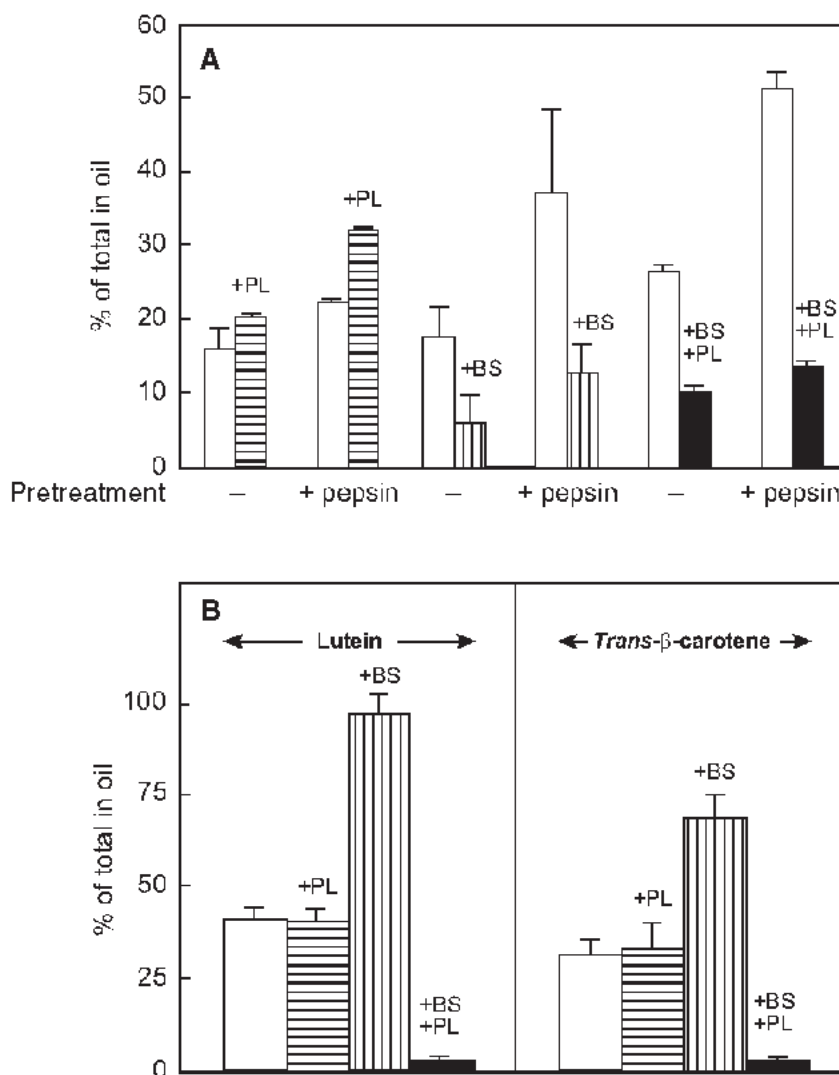 60
A
50
+PL
40
+PL
30
+BS
+BS
+PL
+BS
+PL
20
+BS
10
0
% of total in oil
Pretreatment – + pepsin – + pepsin – + pepsin
B
Lutein
Trans-β-carotene
+BS
100
+BS
75
+PL
+PL
50
25
+BS
+PL
+BS
+PL
0
% of total in oil